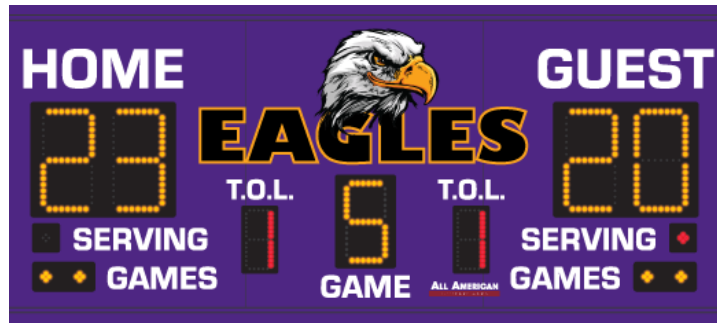 HOME
GUEST
EAGLES
23
20
T.O.L.
T.O.L.
1
5
1
SERVING
SERVING
GAMES
GAME
GAMES
ALL AMERICAN